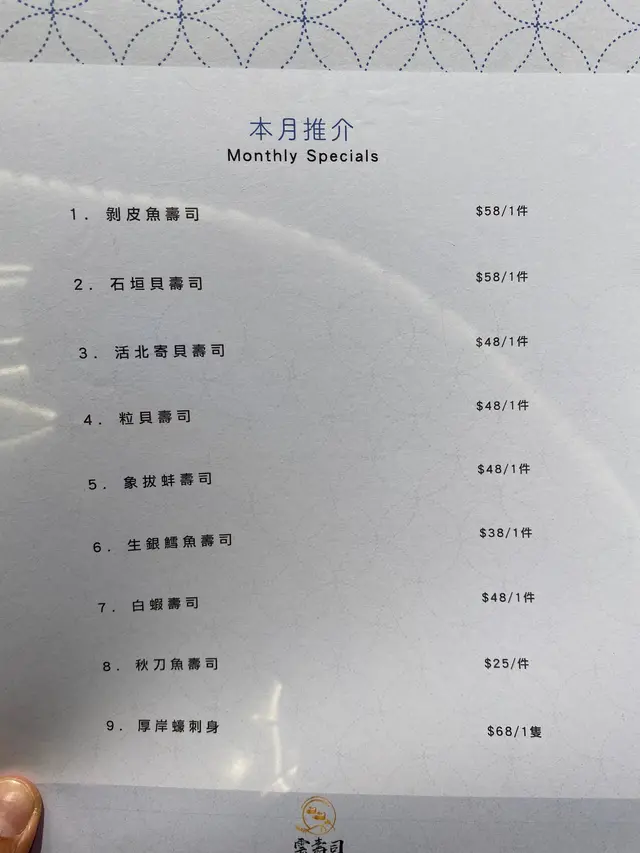 本月推介
Monthly Specials
1. 剝皮魚壽司 $58/1件
2. 石垣貝壽司 $58/1件
3. 活北寄貝壽司 $48/1件
4. 粒貝壽司 $48/1件
5. 象拔蚌壽司 $48/1件
6. 生銀鱈魚壽司 $38/1件
7. 白蝦壽司 $48/1件
8. 秋刀魚壽司 $25/件
9. 厚岸蠔刺身 $68/1隻
雲壽司